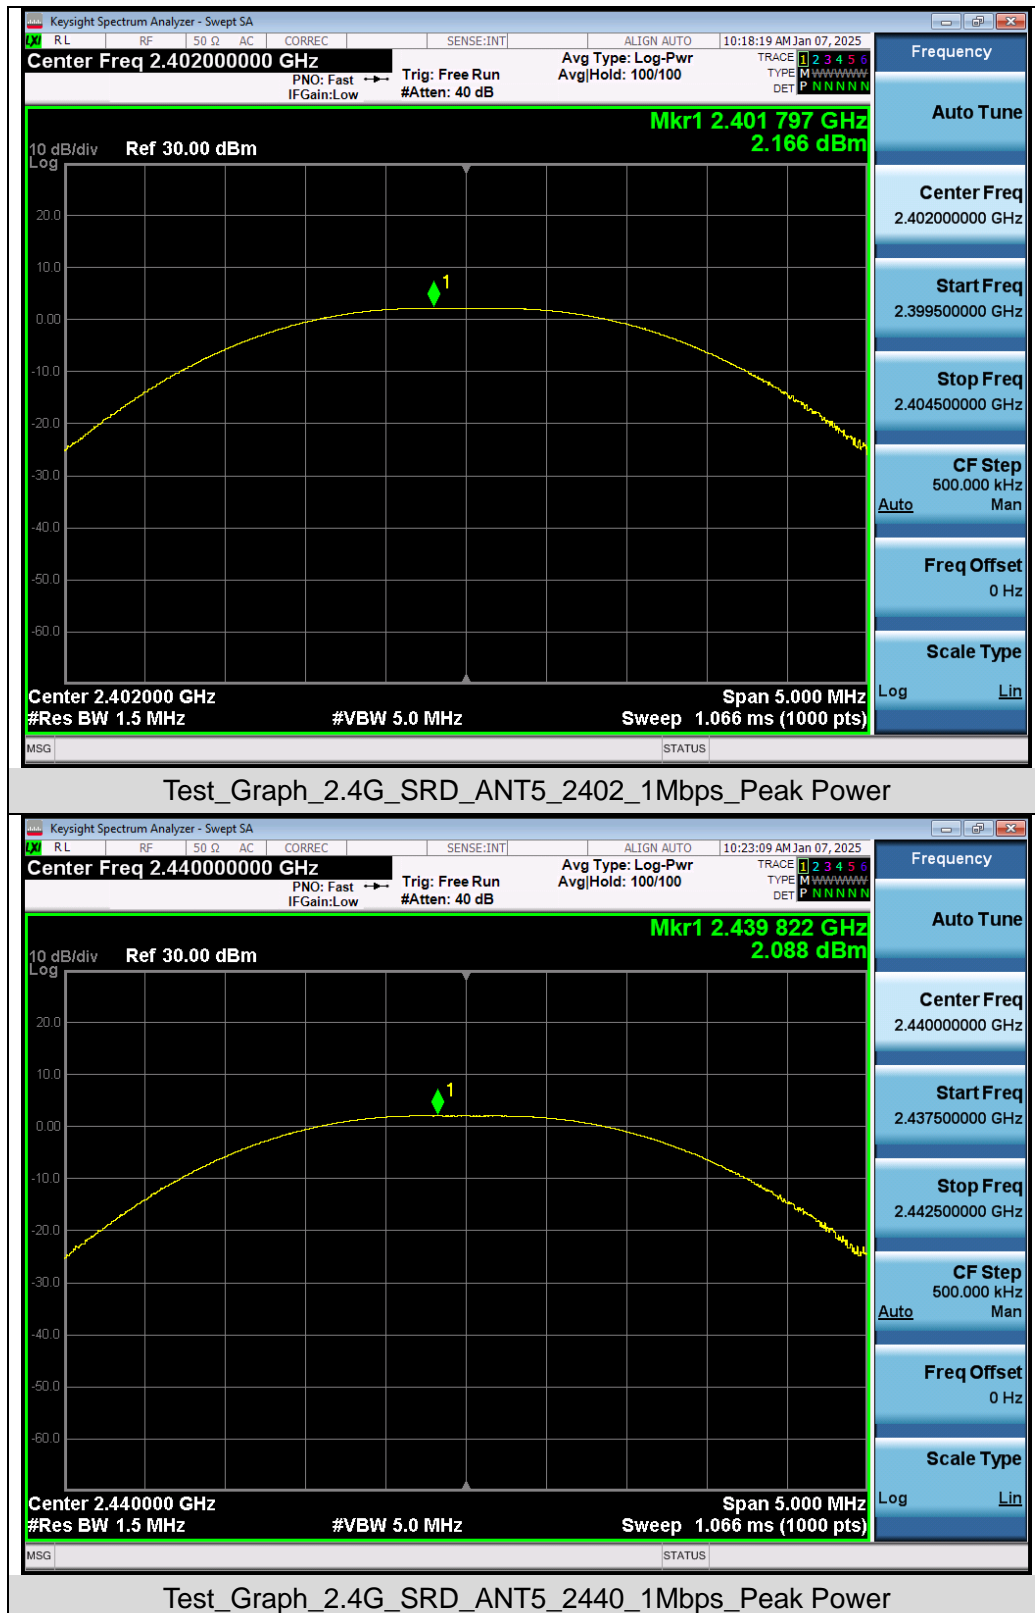 Keysight Spectrum Analyzer - Swept SA
LXI RL RF 50 Ω AC CORREC SENSE:INT ALIGN AUTO 10:18:19 AM Jan 07, 2025
Center Freq 2.402000000 GHz
PNO: Fast
IFGain:Low
Trig: Free Run
#Atten: 40 dB
Avg Type: Log-Pwr
Avg|Hold: 100/100
TRACE 1 2 3 4 5 6
TYPE M WWWWW
DET P N N N N N
Mkr1 2.401 797 GHz
2.166 dBm
10 dB/div Ref 30.00 dBm
Log
20.0
10.0
0.00
-10.0
-20.0
-30.0
-40.0
-50.0
-60.0
Center 2.402000 GHz Span 5.000 MHz
#Res BW 1.5 MHz #VBW 5.0 MHz Sweep 1.066 ms (1000 pts)
MSG STATUS
Frequency
Auto Tune
Center Freq
2.402000000 GHz
Start Freq
2.399500000 GHz
Stop Freq
2.404500000 GHz
CF Step
500.000 kHz
Auto Man
Freq Offset
0 Hz
Scale Type
Log Lin
1
Test_Graph_2.4G_SRD_ANT5_2402_1Mbps_Peak Power
Keysight Spectrum Analyzer - Swept SA
LXI RL RF 50 Ω AC CORREC SENSE:INT ALIGN AUTO 10:23:09 AM Jan 07, 2025
Center Freq 2.440000000 GHz
PNO: Fast
IFGain:Low
Trig: Free Run
#Atten: 40 dB
Avg Type: Log-Pwr
Avg|Hold: 100/100
TRACE 1 2 3 4 5 6
TYPE M WWWWW
DET P N N N N N
Mkr1 2.439 822 GHz
2.088 dBm
10 dB/div Ref 30.00 dBm
Log
20.0
10.0
0.00
-10.0
-20.0
-30.0
-40.0
-50.0
-60.0
Center 2.440000 GHz Span 5.000 MHz
#Res BW 1.5 MHz #VBW 5.0 MHz Sweep 1.066 ms (1000 pts)
MSG STATUS
Frequency
Auto Tune
Center Freq
2.440000000 GHz
Start Freq
2.437500000 GHz
Stop Freq
2.442500000 GHz
CF Step
500.000 kHz
Auto Man
Freq Offset
0 Hz
Scale Type
Log Lin
1
Test_Graph_2.4G_SRD_ANT5_2440_1Mbps_Peak Power